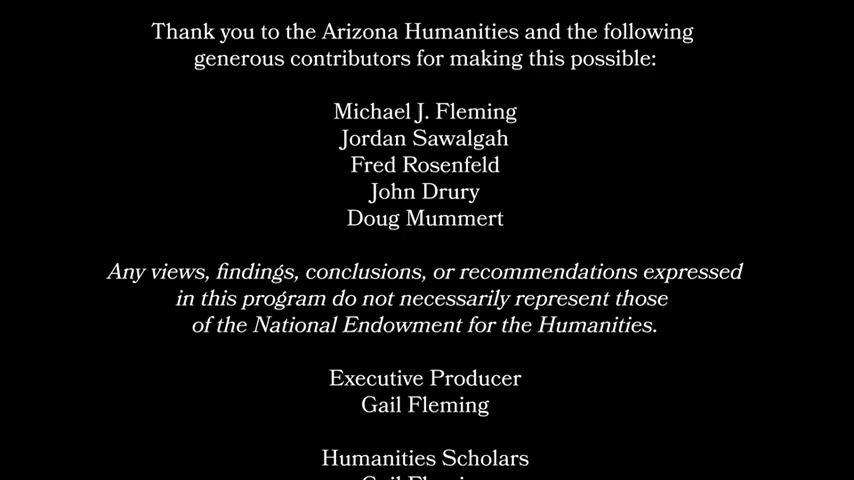 Thank you to the Arizona Humanities and the following
generous contributors for making this possible:
Michael J. Fleming
Jordan Sawalgah
Fred Rosenfeld
John Drury
Doug Mummert
Any views, findings, conclusions, or recommendations expressed
in this program do not necessarily represent those
of the National Endowment for the Humanities.
Executive Producer
Gail Fleming
Humanities Scholars